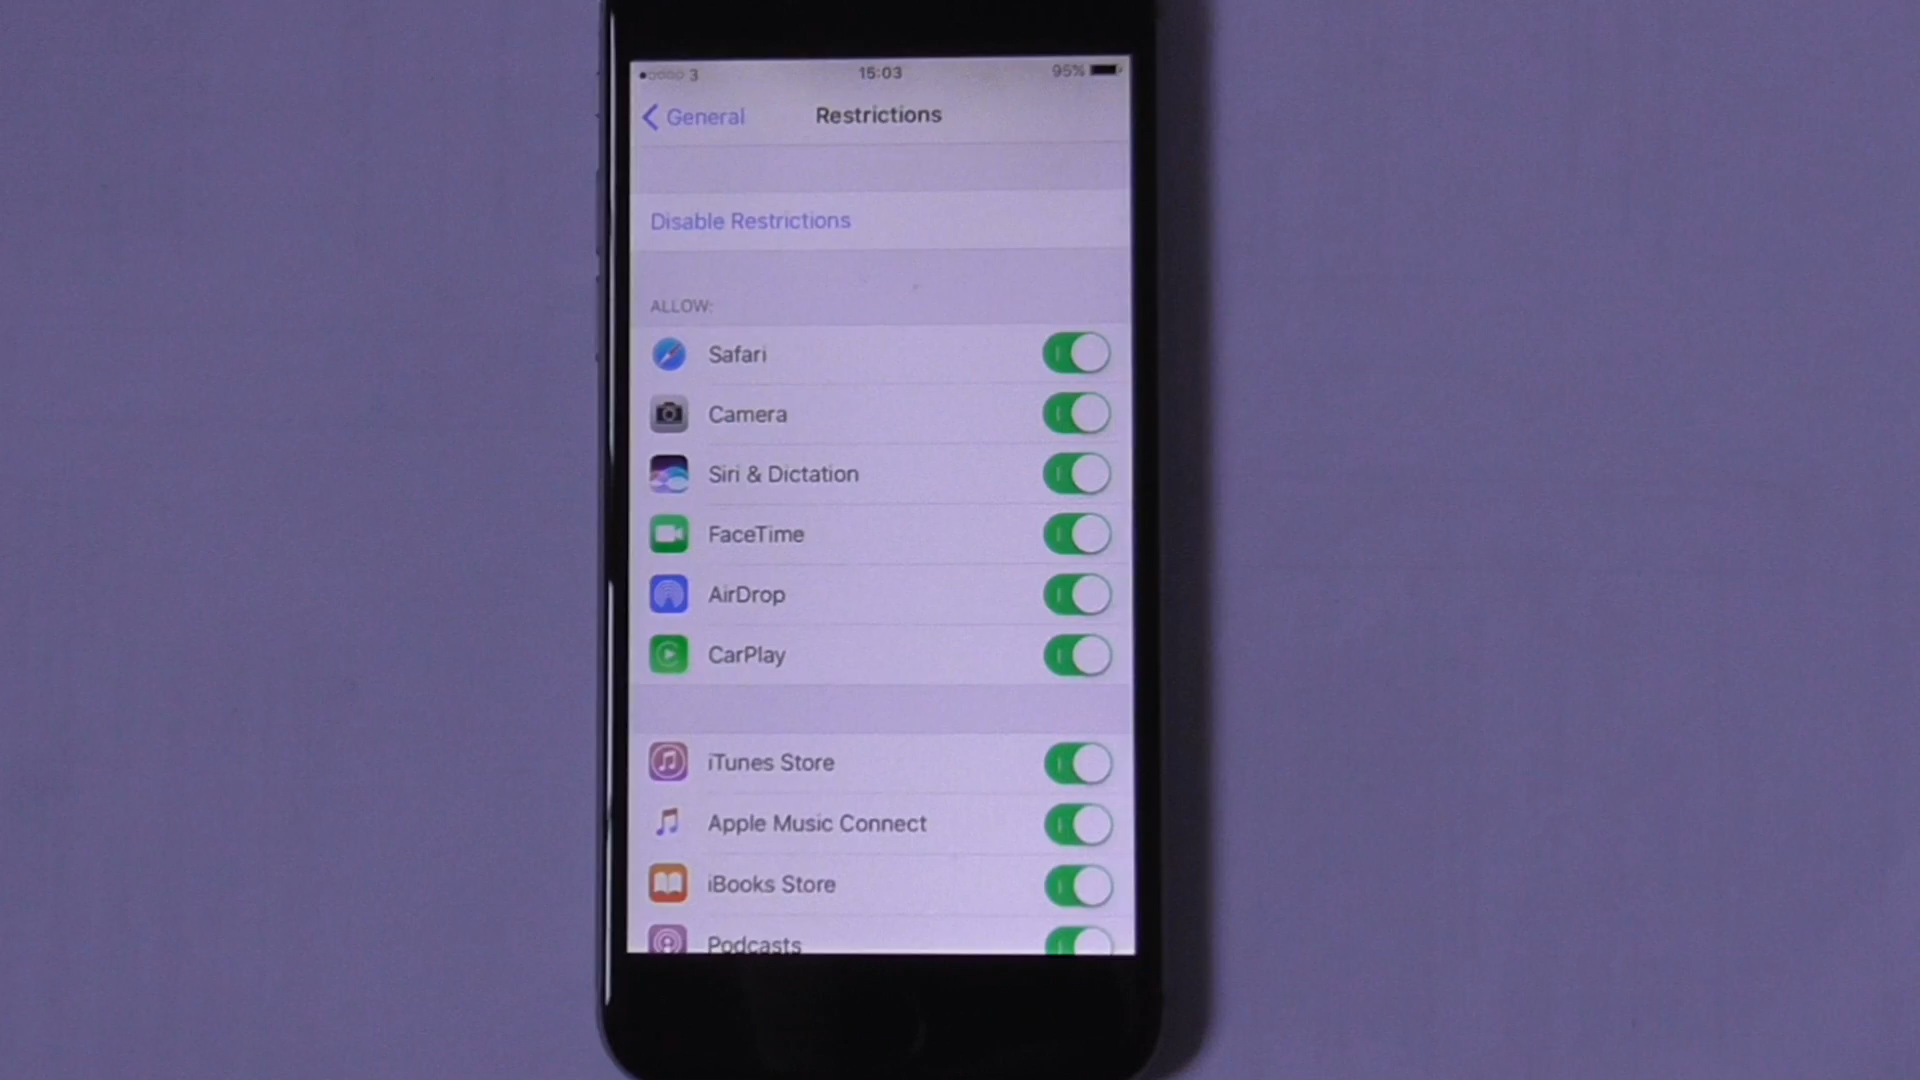 3 15:03 95%
General Restrictions
Disable Restrictions
ALLOW:
Safari
Camera
Siri & Dictation
FaceTime
AirDrop
CarPlay
iTunes Store
Apple Music Connect
iBooks Store
Podcasts